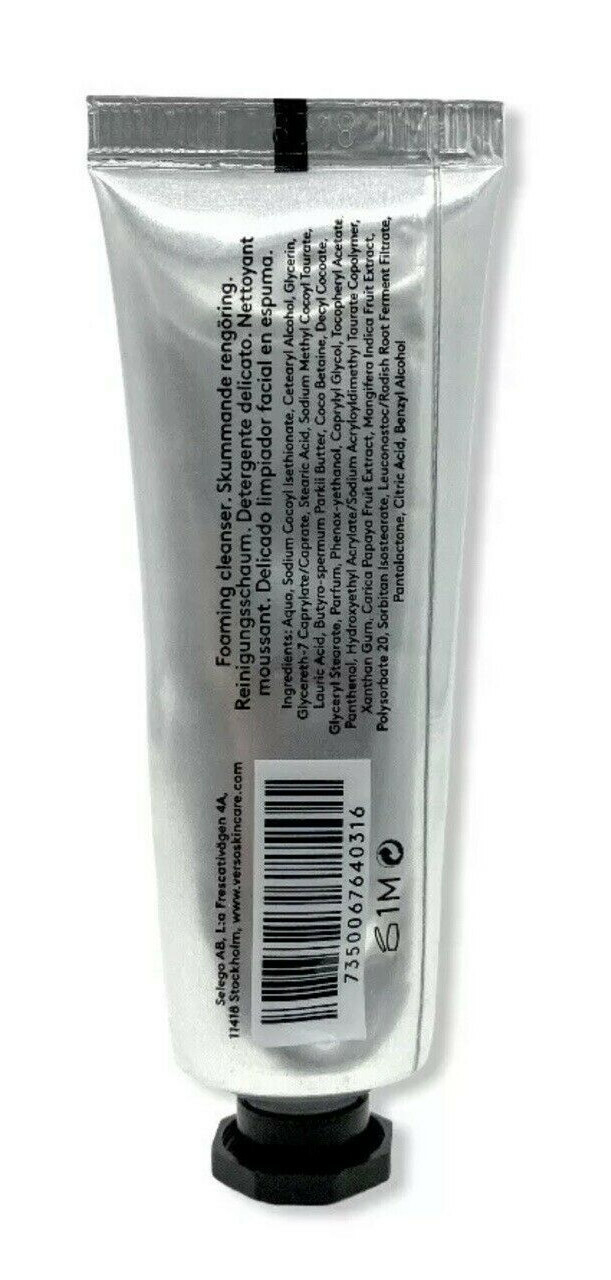 Foaming cleanser. Skummande rengöring.
Reinigungsschaum. Detergente delicato. Nettoyant
moussant. Delicado limpiador facial en espuma.
Ingredients: Aqua, Sodium Cocoyl Isethionate, Cetearyl Alcohol, Glycerin,
Glycereth-7 Caprylate/Caprate, Stearic Acid, Sodium Methyl Cocoyl Taurate,
Lauric Acid, Butyro-spermum Parkii Butter, Coco Betaine, Decyl Cocoate,
Glyceryl Stearate, Parfum, Phenox-yethanol, Caprylyl Glycol, Tocopheryl Acetate
Panthenol, Hydroxyethyl Acrylate/Sodium Acryloyldimethyl Taurate Copolymer,
Xanthan Gum, Carica Papaya Fruit Extract, Mangifera Indica Fruit Extract,
Polysorbate 20, Sorbitan Isostearate, Leuconostoc/Radish Root Ferment Filtrate,
Pantolactone, Citric Acid, Benzyl Alcohol
Selego AB, L:a Frescativägen 4A,
11418 Stockholm, www.versoskincare.com
7350067640316
61M